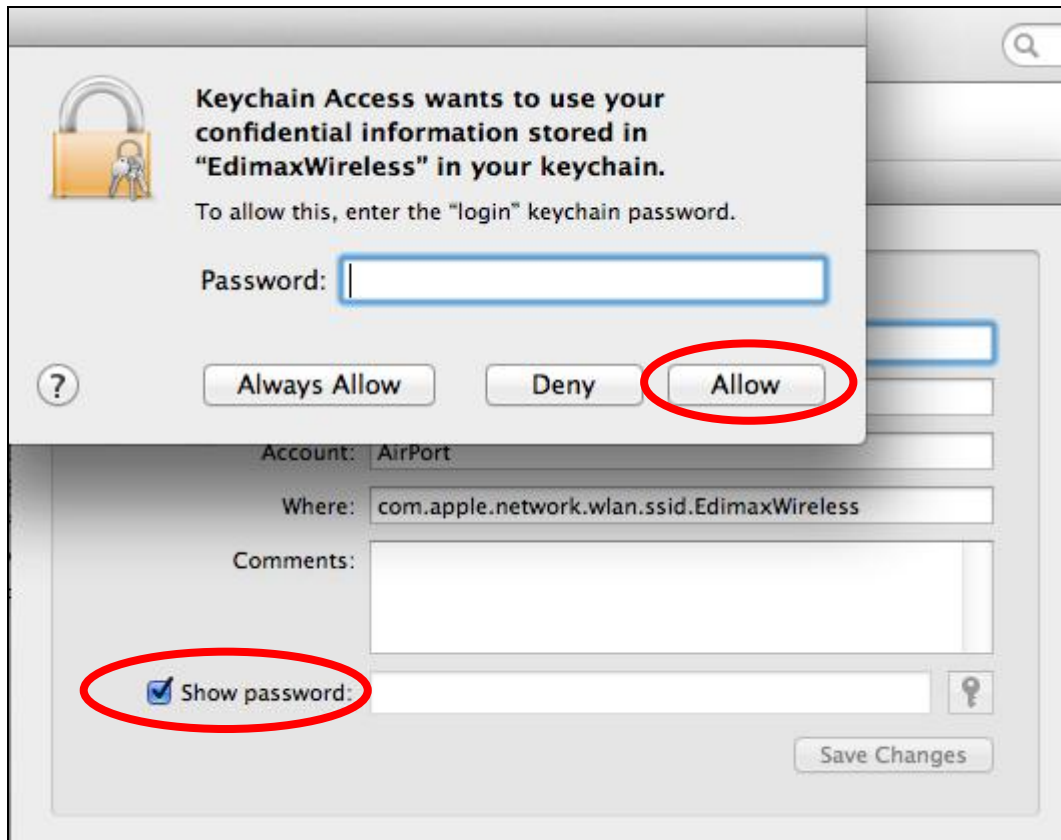 Keychain Access wants to use your
confidential information stored in
“EdimaxWireless” in your keychain.
To allow this, enter the “login” keychain password.
Password:
?
Always Allow
Deny
Allow
Account: AirPort
Where: com.apple.network.wlan.ssid.EdimaxWireless
Comments:
Show password:
Save Changes